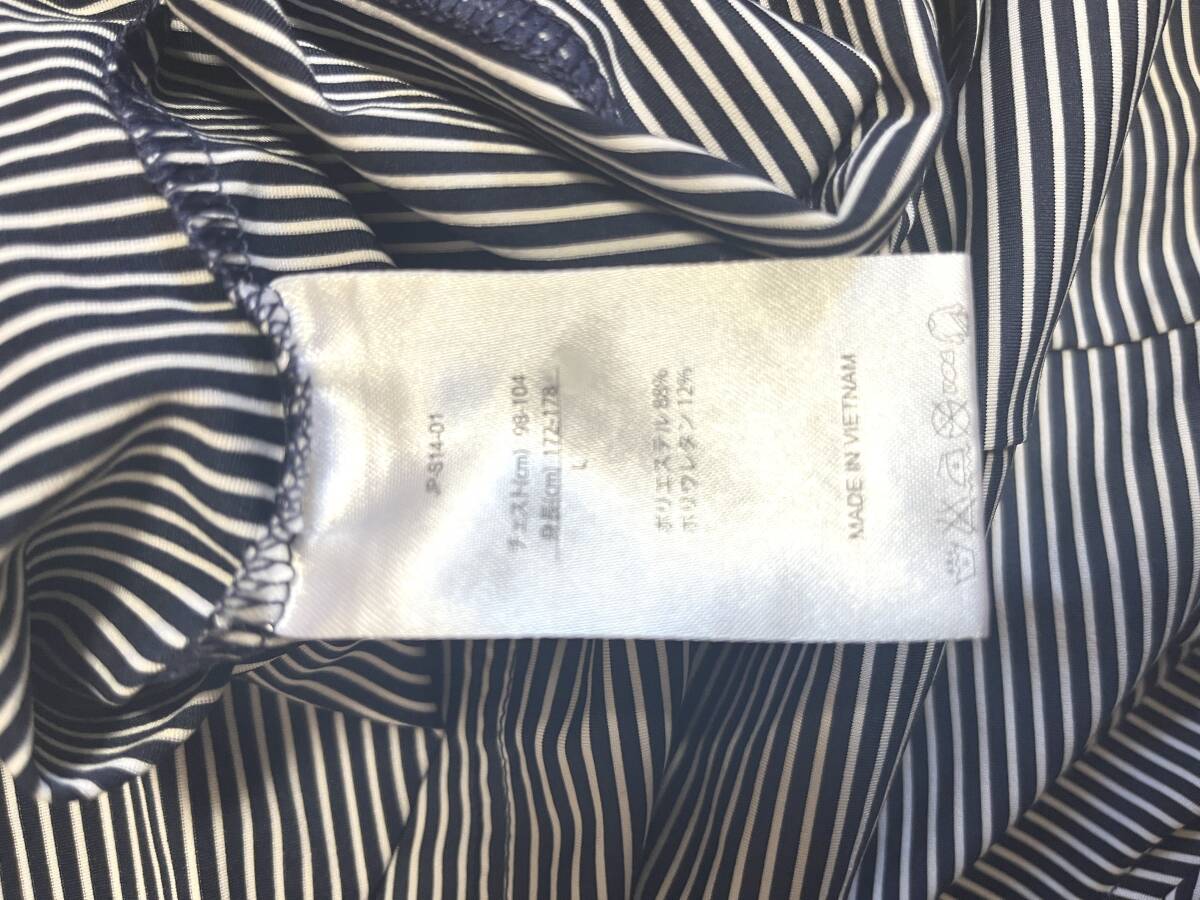 JP-S14-01
チェスト(cm) 98-104
身長(cm) 172-178
L
ポリエステル 88%
ポリウレタン 12%
MADE IN VIETNAM